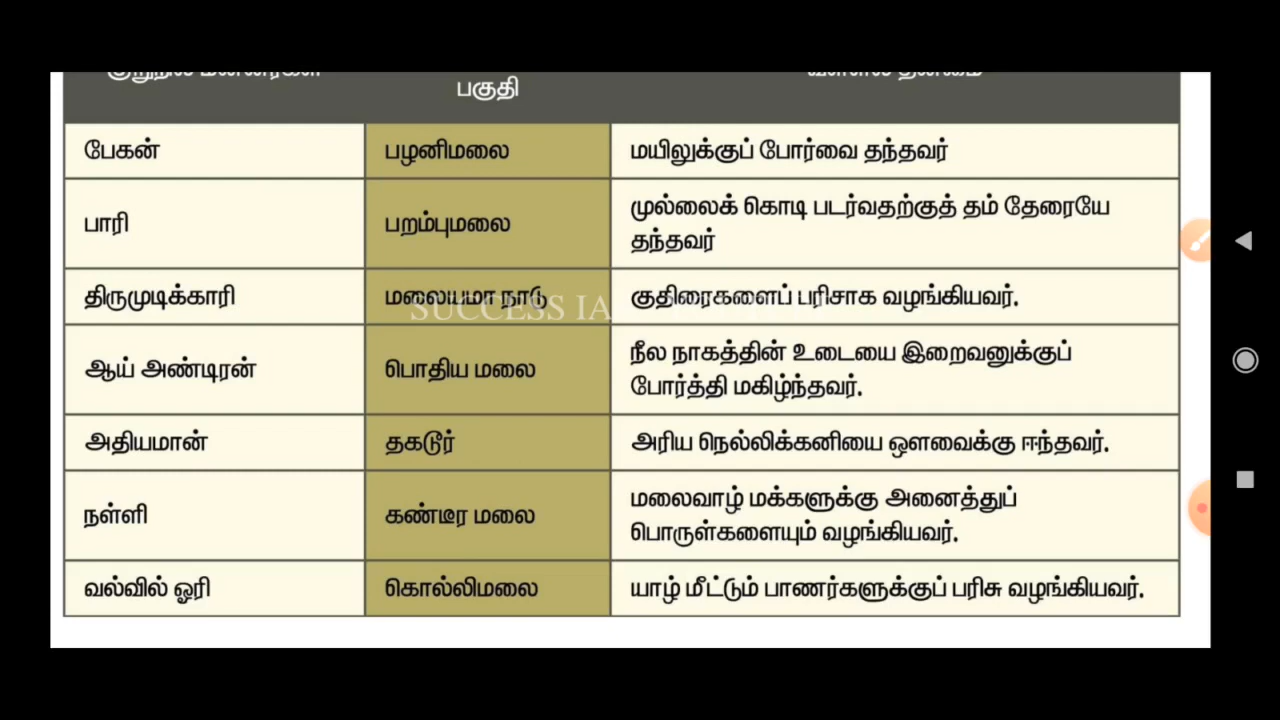 பகுதி
பேகன் பழனிமலை மயிலுக்குப் போர்வை தந்தவர்
பாரி பறம்புமலை முல்லைக் கொடி படர்வதற்குத் தம் தேரையே
தந்தவர்
திருமுடிக்காரி மலையமா நாடு குதிரைகளைப் பரிசாக வழங்கியவர்.
SUCCESS IA
ஆய் அண்டிரன் பொதிய மலை நீல நாகத்தின் உடையை இறைவனுக்குப்
போர்த்தி மகிழ்ந்தவர்.
அதியமான் தகடூர் அரிய நெல்லிக்கனியை ஔவைக்கு ஈந்தவர்.
நள்ளி கண்டீர மலை மலைவாழ் மக்களுக்கு அனைத்துப்
பொருள்களையும் வழங்கியவர்.
வல்வில் ஓரி கொல்லிமலை யாழ் மீட்டும் பாணர்களுக்குப் பரிசு வழங்கியவர்.